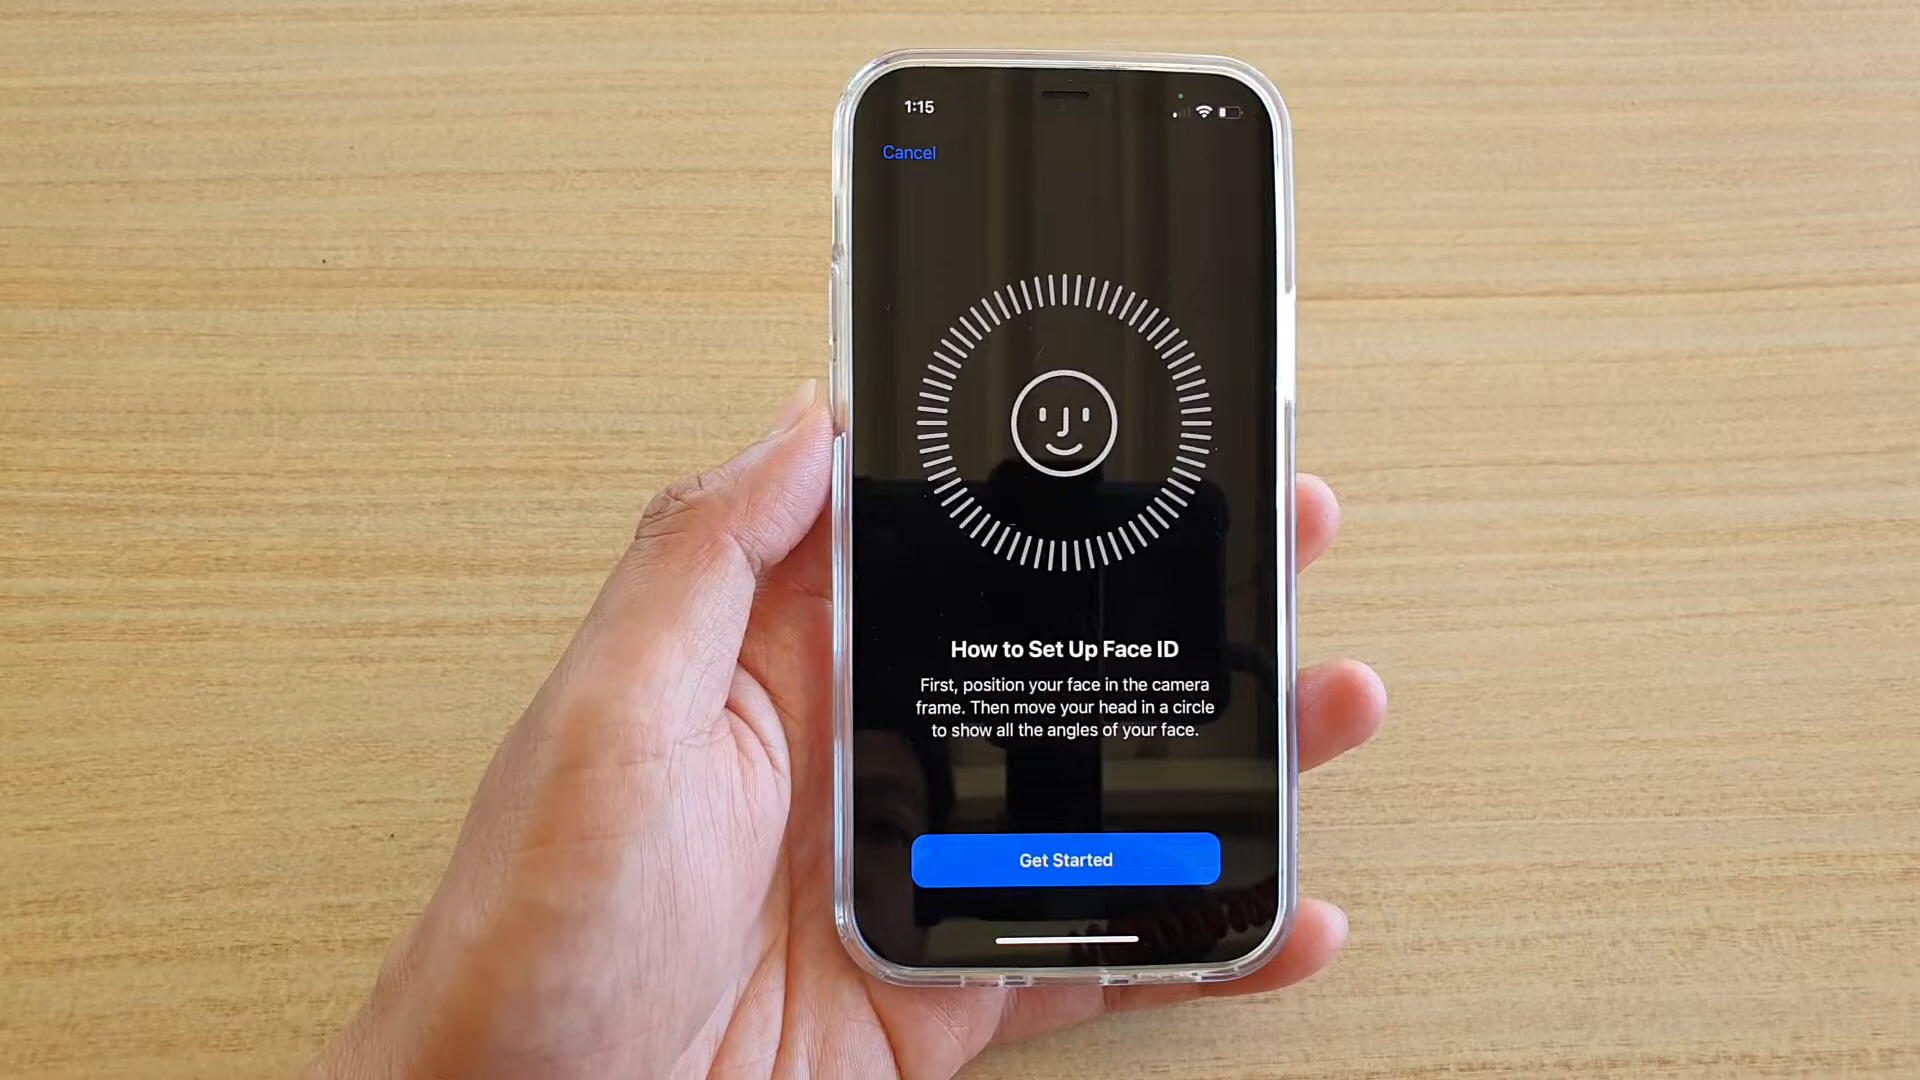 1:15
Cancel
How to Set Up Face ID
First, position your face in the camera
frame. Then move your head in a circle
to show all the angles of your face.
Get Started